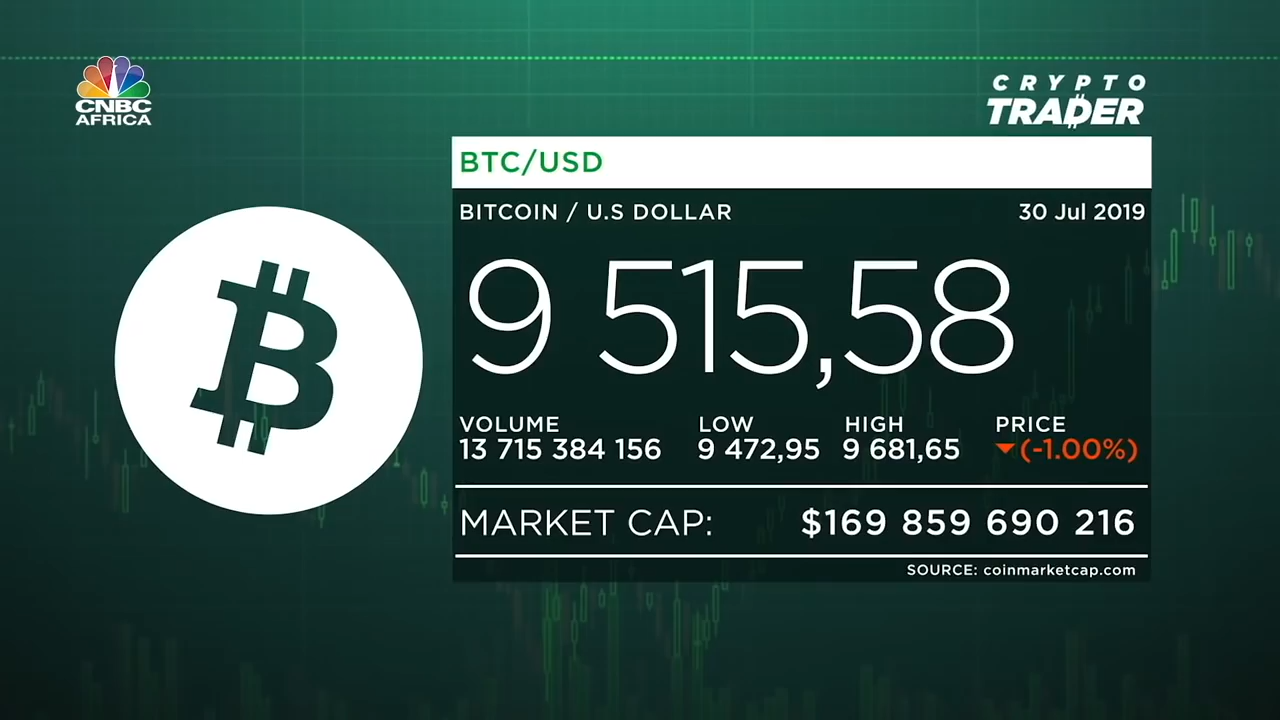 CNBC
AFRICA
CRYPTO
TRADER
BTC/USD
BITCOIN / U.S DOLLAR 30 Jul 2019
9 515,58
VOLUME LOW HIGH PRICE
13 715 384 156 9 472,95 9 681,65 (-1.00%)
MARKET CAP: $169 859 690 216
SOURCE: coinmarketcap.com